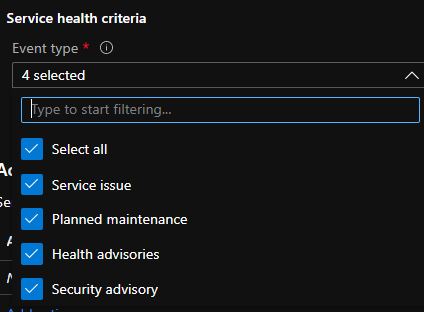 Service health criteria
Event type *
4 selected
Type to start filtering...
Select all
Service issue
Planned maintenance
Health advisories
Security advisory